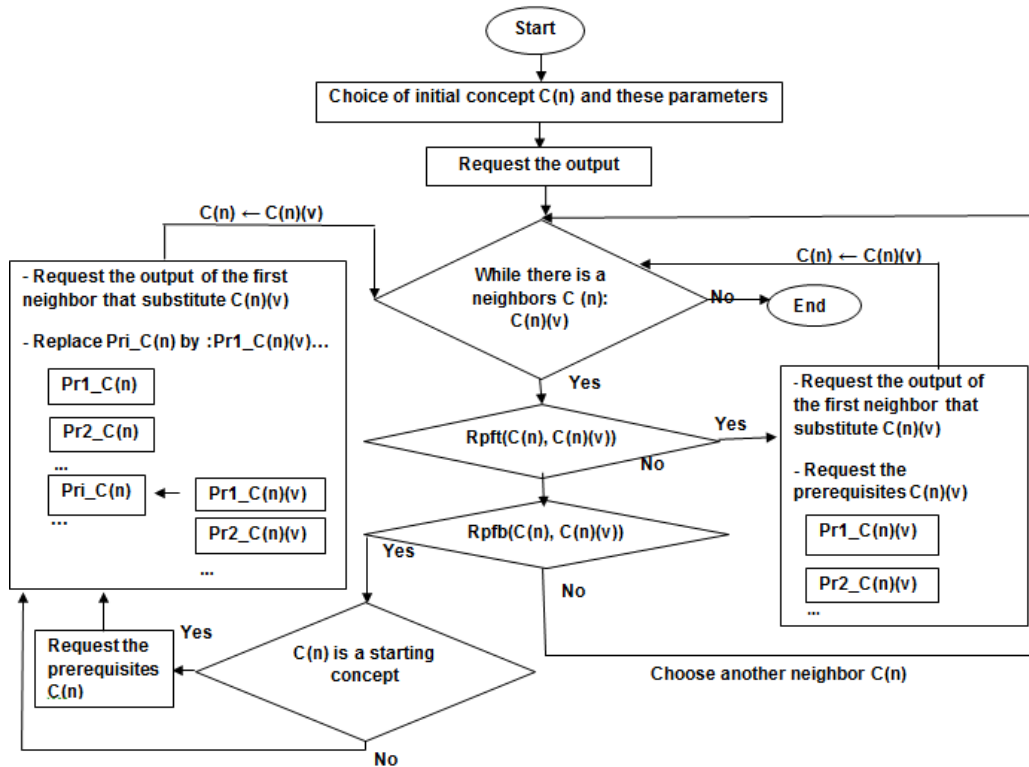 Start
Choice of initial concept C(n) and these parameters
Request the output
C(n) ← C(n)(v)
While there is a
neighbors C (n):
C(n)(v)
No
End
C(n) ← C(n)(v)
- Request the output of the first
neighbor that substitute C(n)(v)
- Replace Pri_C(n) by :Pr1_C(n)(v)...
Pr1_C(n)
Pr2_C(n)
...
Pri_C(n)
...
Pr1_C(n)(v)
Pr2_C(n)(v)
...
Yes
Rpft(C(n), C(n)(v))
Yes
No
- Request the output of
the first neighbor that
substitute C(n)(v)
- Request the
prerequisites C(n)(v)
Pr1_C(n)(v)
Pr2_C(n)(v)
...
Rpfb(C(n), C(n)(v))
Yes
No
C(n) is a starting
concept
Yes
Request the
prerequisites
C(n)
No
Choose another neighbor C(n)